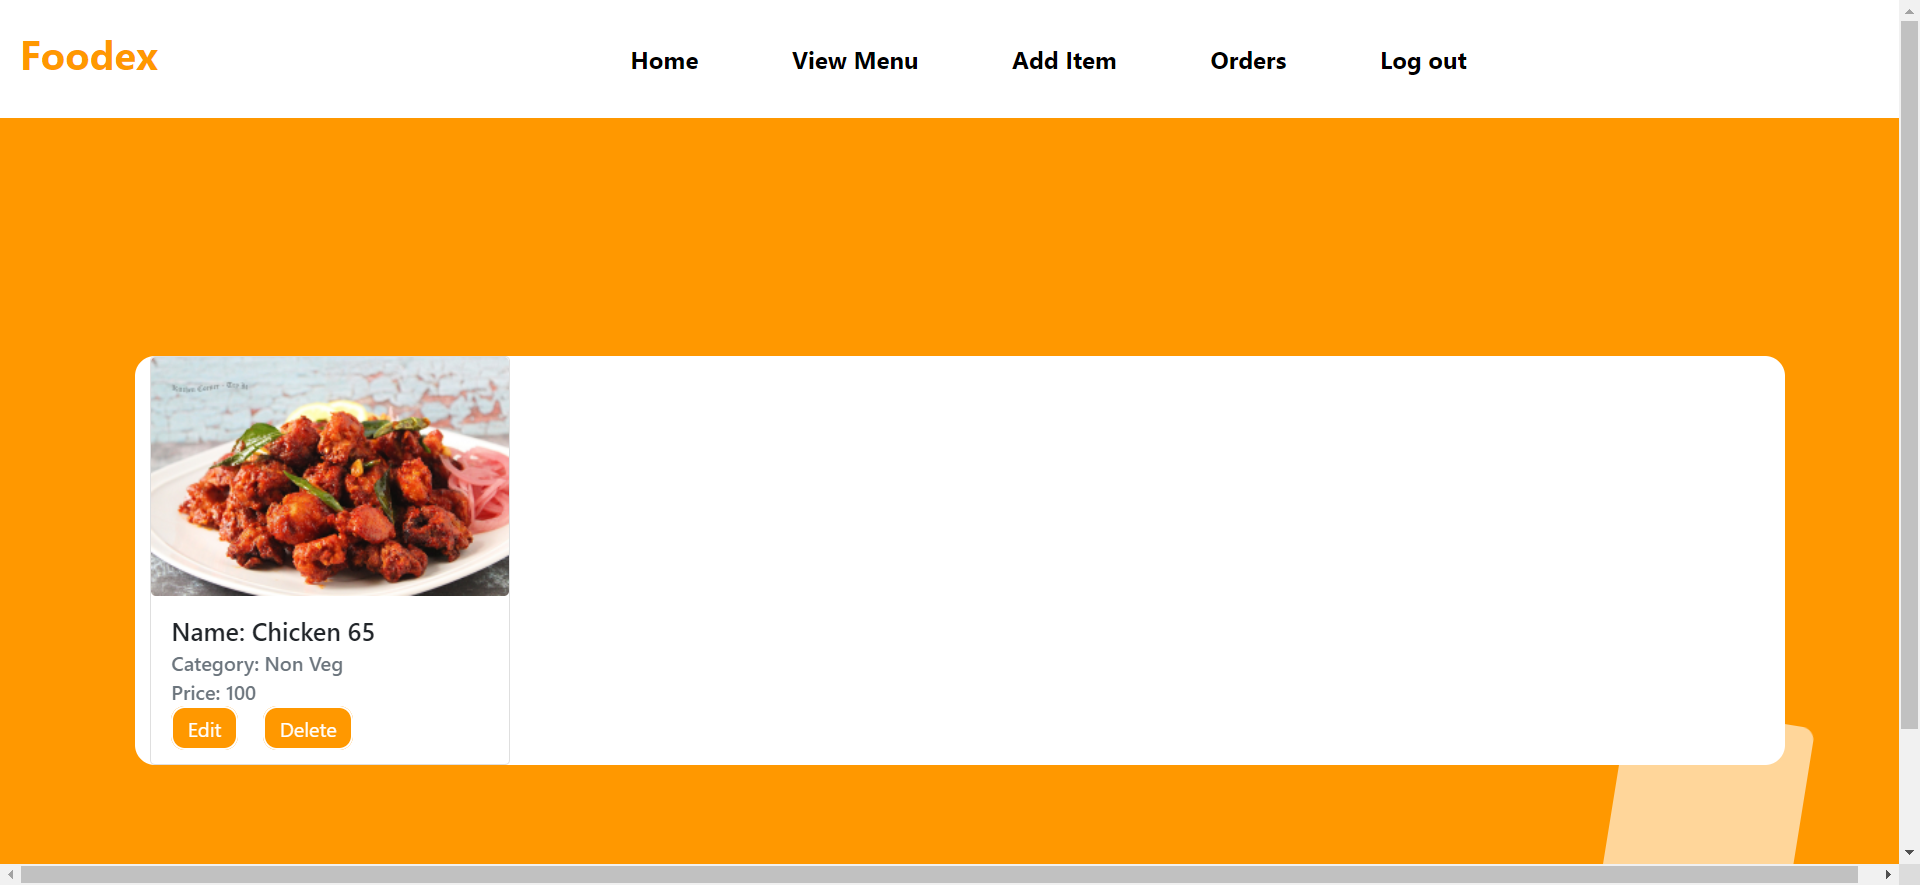 Foodex
Home
View Menu
Add Item
Orders
Log out
Name: Chicken 65
Category: Non Veg
Price: 100
Edit
Delete